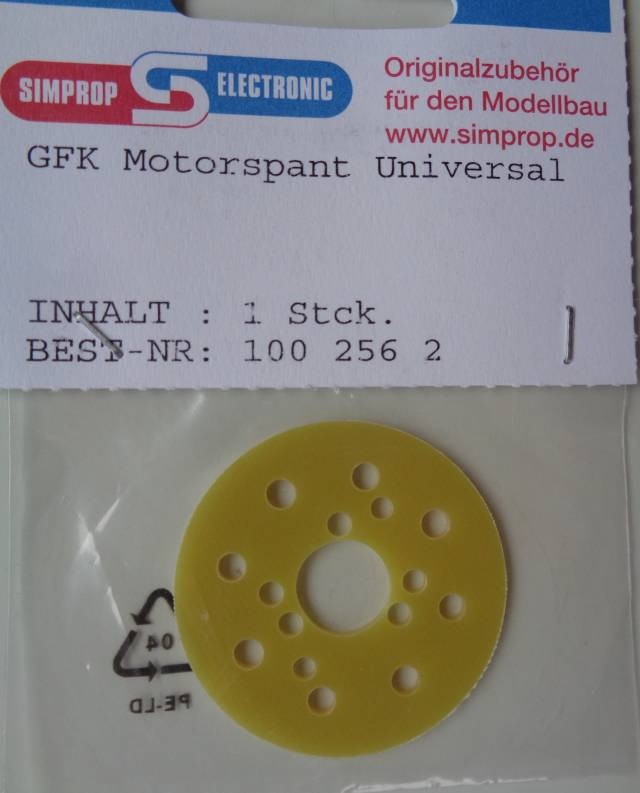 SIMPROP S ELECTRONIC
Originalzubehör
für den Modellbau
www.simprop.de
GFK Motorspant Universal
INHALT : 1 Stck.
BEST-NR: 100 256 2
04
PE-LD